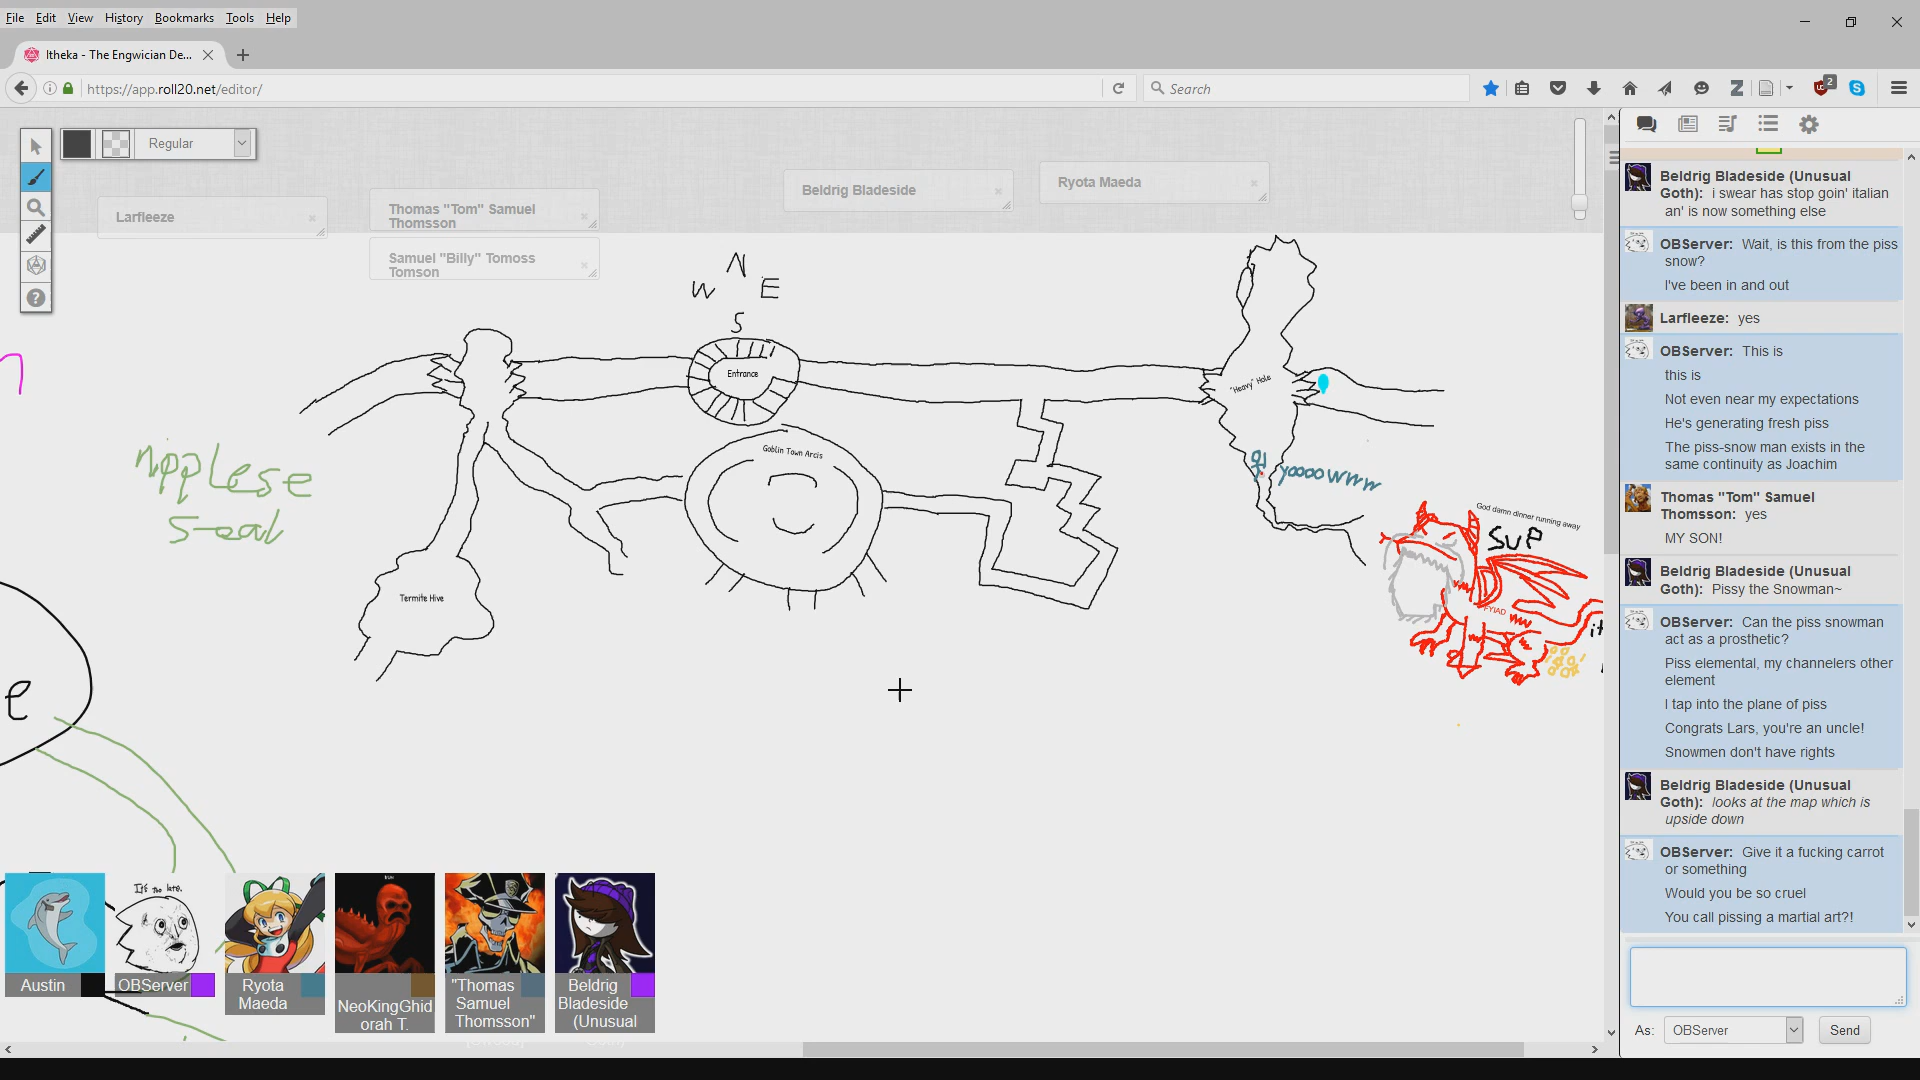 File Edit View History Bookmarks Tools Help
Itheka - The Engwician De...
https://app.roll20.net/editor/
Search
2
Regular
Larfleeze
Thomas "Tom" Samuel
Thomsson
Samuel "Billy" Tomoss
Tomson
Beldrig Bladeside
Ryota Maeda
N
W E
S
Entrance
"Heavy" Hole
Goblin Town Arcis
Termite Hive
nipplese
s-eal
yoooowww
God damn dinner running away
SUP
FYIAD
e
It's too late.
Austin
OBServer
Ryota
Maeda
NeoKingGhid
orah T.
"Thomas
Samuel
Thomsson"
Beldrig
Bladeside
(Unusual
Beldrig Bladeside (Unusual
Goth): i swear has stop goin' italian
an' is now something else
OBServer: Wait, is this from the piss
snow?
I've been in and out
Larfleeze: yes
OBServer: This is
this is
Not even near my expectations
He's generating fresh piss
The piss-snow man exists in the
same continuity as Joachim
Thomas "Tom" Samuel
Thomsson: yes
MY SON!
Beldrig Bladeside (Unusual
Goth): Pissy the Snowman~
OBServer: Can the piss snowman
act as a prosthetic?
Piss elemental, my channelers other
element
I tap into the plane of piss
Congrats Lars, you're an uncle!
Snowmen don't have rights
Beldrig Bladeside (Unusual
Goth): looks at the map which is
upside down
OBServer: Give it a fucking carrot
or something
Would you be so cruel
You call pissing a martial art?!
As: OBServer Send